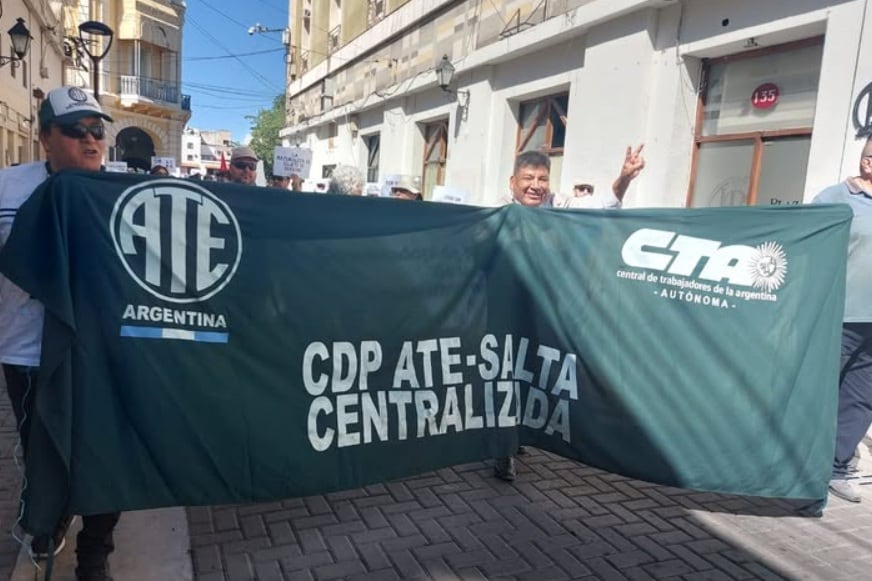 135
ATE
ARGENTINA
CTA
central de trabajadores de la argentina
- AUTÓNOMA -
CDP ATE-SALTA
CENTRALIZADA